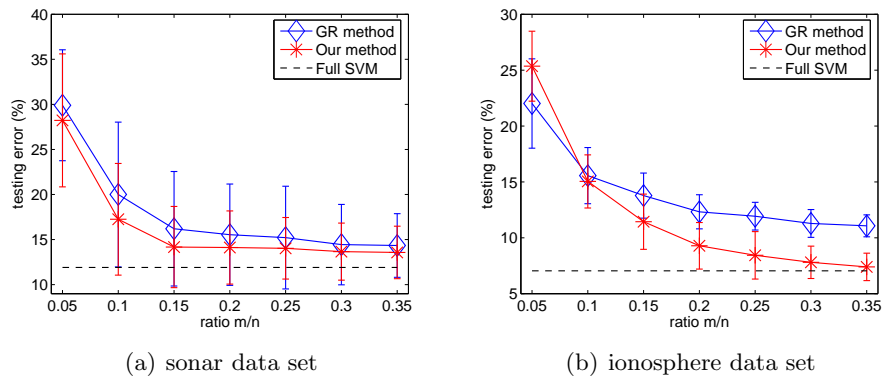 40
35
30
25
20
15
10
testing error (%)
0.05 0.1 0.15 0.2 0.25 0.3 0.35
ratio m/n
GR method
Our method
Full SVM
(a) sonar data set
30
25
20
15
10
5
testing error (%)
0.05 0.1 0.15 0.2 0.25 0.3 0.35
ratio m/n
GR method
Our method
Full SVM
(b) ionosphere data set